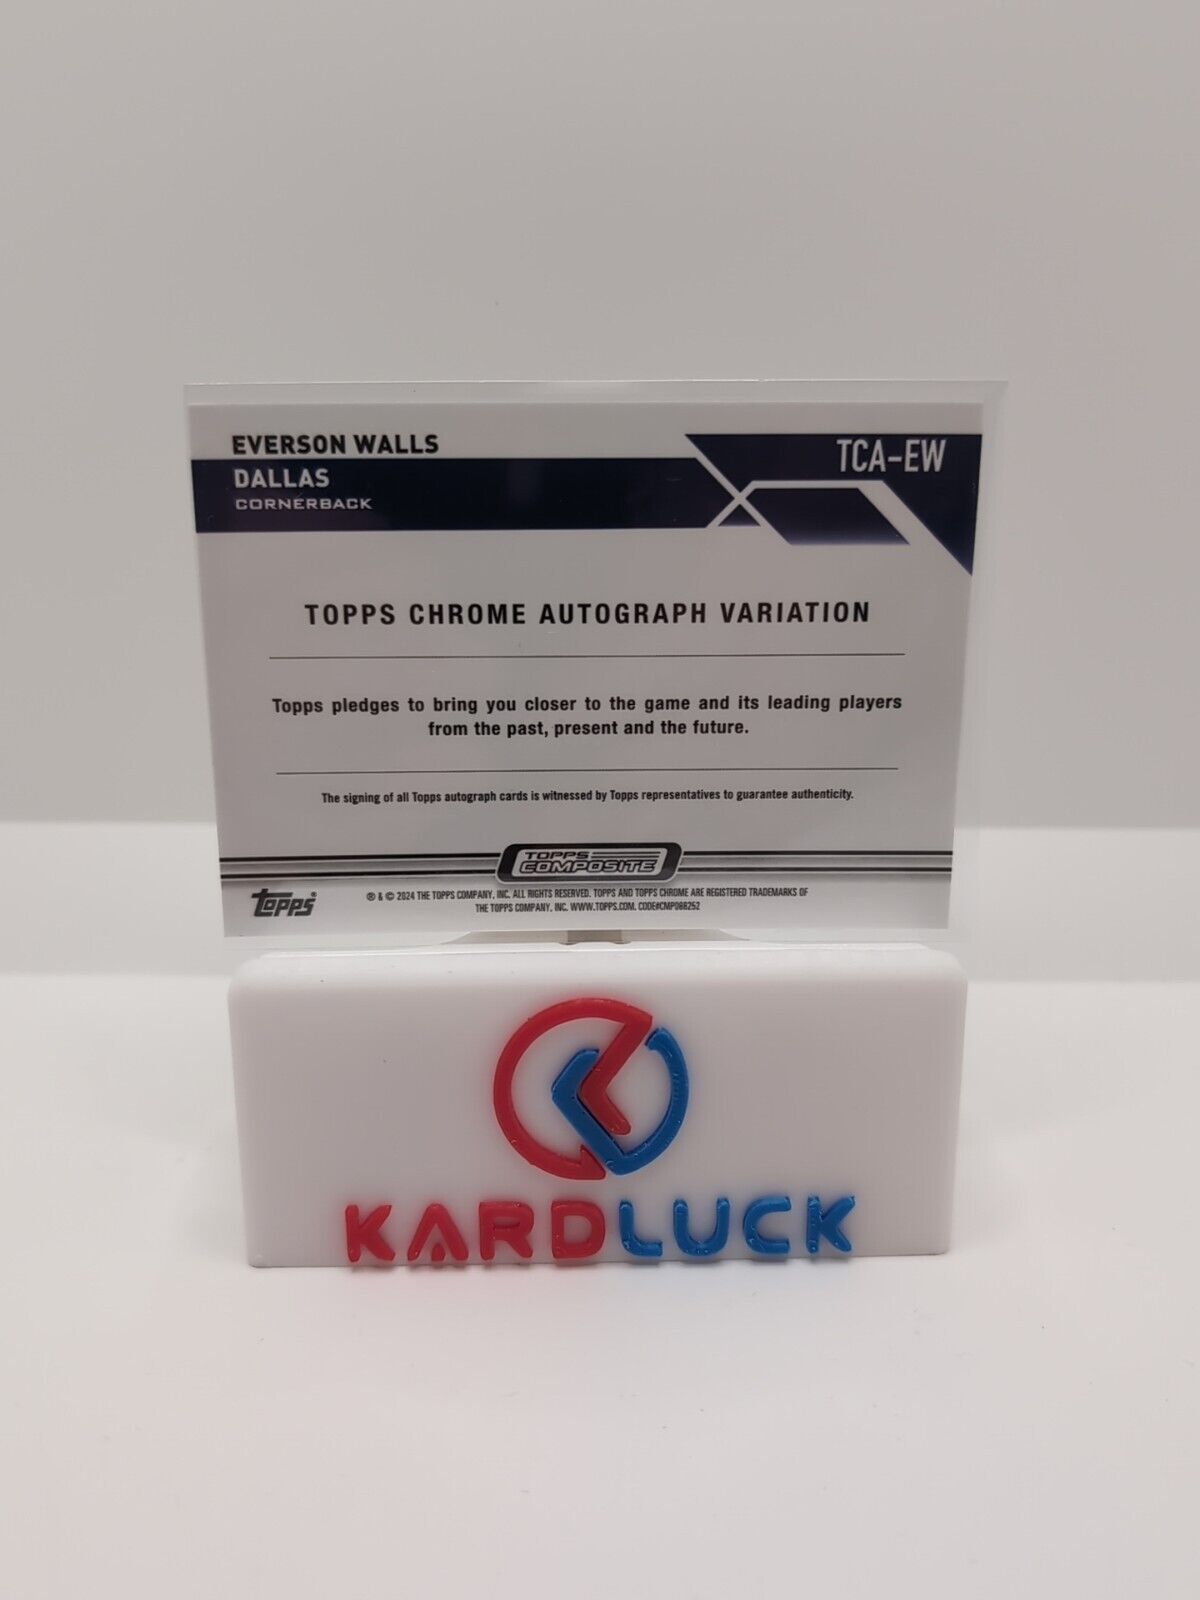 EVERSON WALLS
TCA-EW
DALLAS
CORNERBACK
TOPPS CHROME AUTOGRAPH VARIATION
Topps pledges to bring you closer to the game and its leading players
from the past, present and the future.
The signing of all Topps autograph cards is witnessed by Topps representatives to guarantee authenticity.
TOPPS
COMPOSITE
topps®
® & © 2024 THE TOPPS COMPANY, INC. ALL RIGHTS RESERVED. TOPPS AND TOPPS CHROME ARE REGISTERED TRADEMARKS OF
THE TOPPS COMPANY, INC. WWW.TOPPS.COM. CODE#CMP088252
KARDLUCK